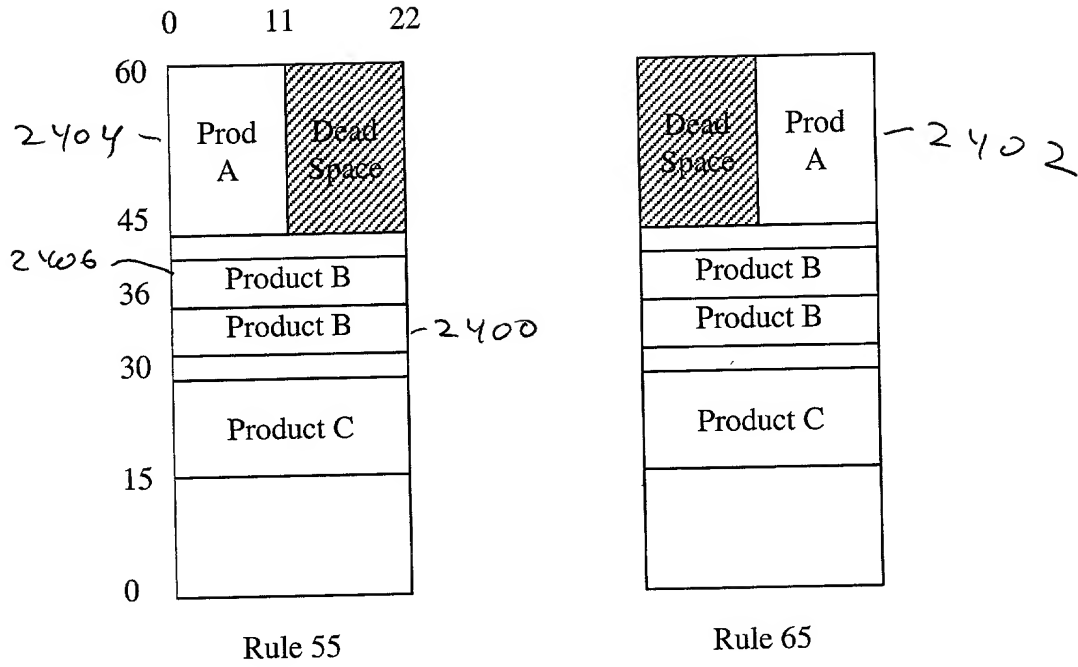 0 11 22
60
2404
Prod
A
Dead
Space
45
2406
Product B
36
Product B
2400
30
Product C
15
0
Rule 55
Dead
Space
Prod
A
2402
Product B
Product B
Product C
Rule 65